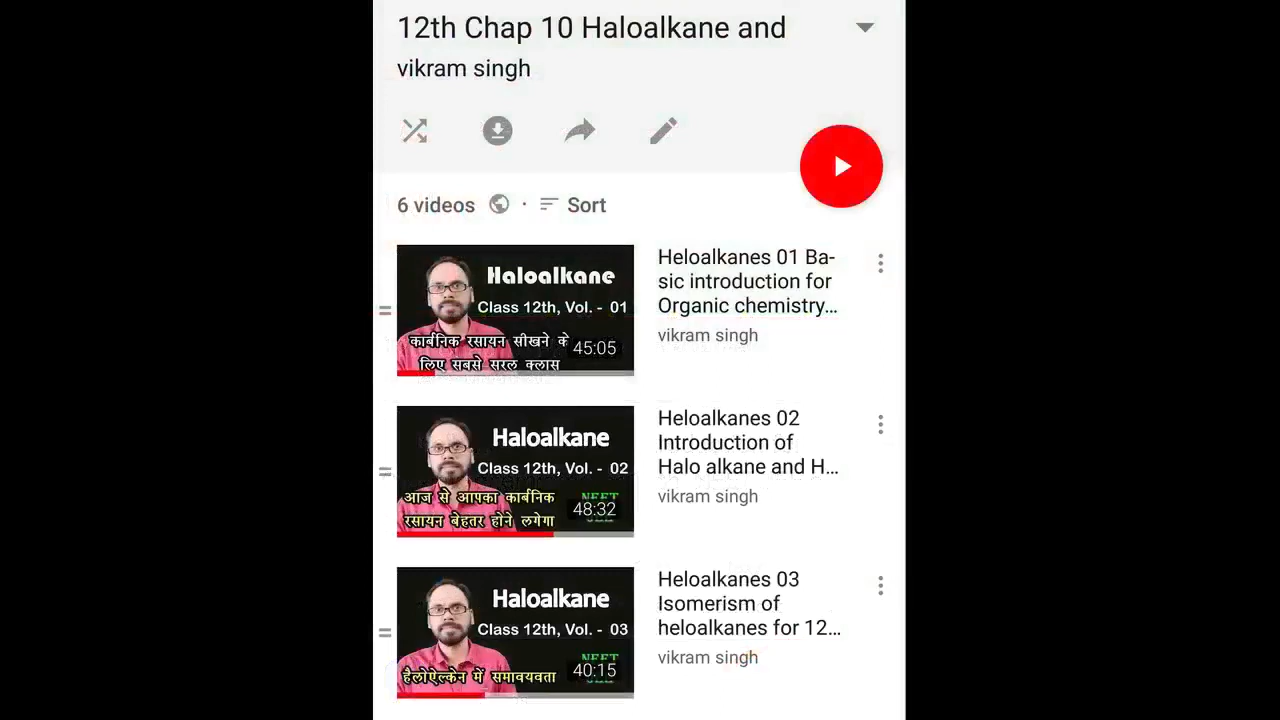 12th Chap 10 Haloalkane and
vikram singh
6 videos · Sort
Haloalkane
Class 12th, Vol. - 01
कार्बनिक रसायन सीखने के
लिए सबसे सरल क्लास
45:05
Heloalkanes 01 Ba-
sic introduction for
Organic chemistry...
vikram singh
Haloalkane
Class 12th, Vol. - 02
आज से आपका कार्बनिक
रसायन बेहतर होने लगेगा
NEET
48:32
Heloalkanes 02
Introduction of
Halo alkane and H...
vikram singh
Haloalkane
Class 12th, Vol. - 03
NEET
हैलोऐल्केन में समावयवता
40:15
Heloalkanes 03
Isomerism of
heloalkanes for 12...
vikram singh